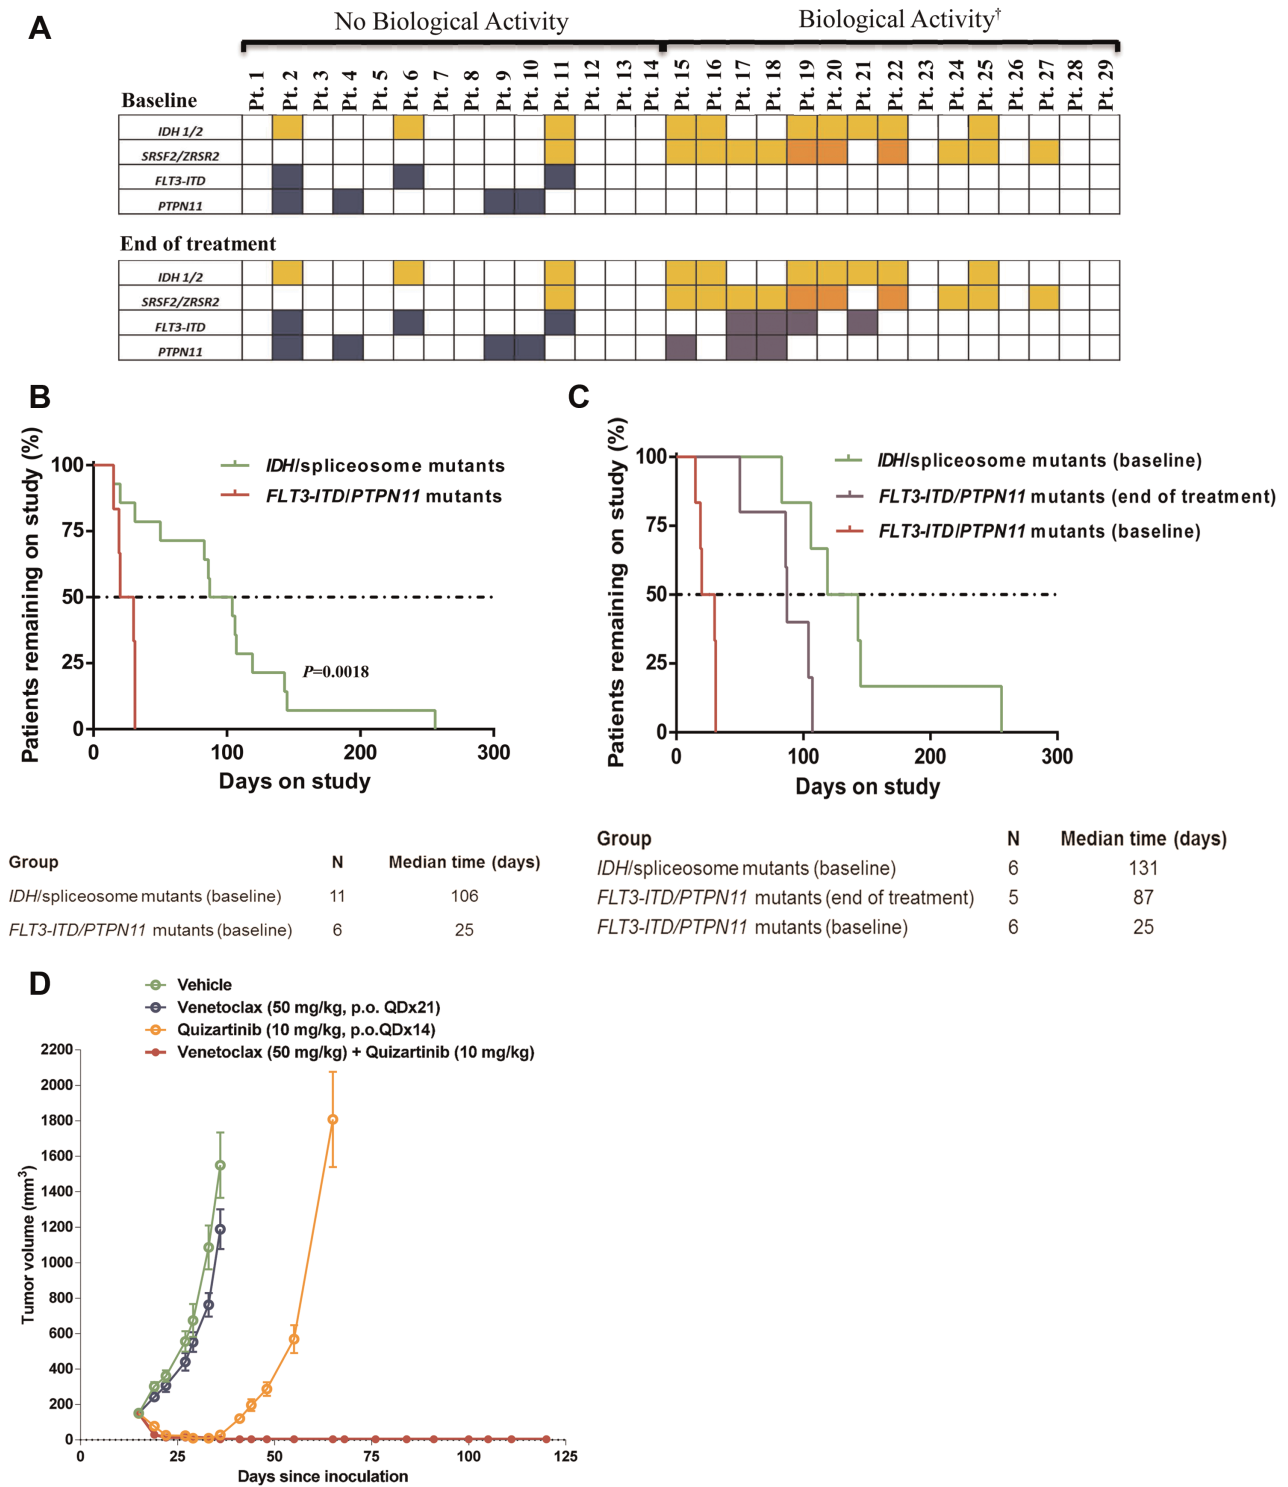 A
No Biological Activity
Biological Activity†
Pt. 1 Pt. 2 Pt. 3 Pt. 4 Pt. 5 Pt. 6 Pt. 7 Pt. 8 Pt. 9 Pt. 10 Pt. 11 Pt. 12 Pt. 13 Pt. 14 Pt. 15 Pt. 16 Pt. 17 Pt. 18 Pt. 19 Pt. 20 Pt. 21 Pt. 22 Pt. 23 Pt. 24 Pt. 25 Pt. 26 Pt. 27 Pt. 28 Pt. 29
Baseline
IDH 1/2
SRSF2/ZRSR2
FLT3-ITD
PTPN11
End of treatment
IDH 1/2
SRSF2/ZRSR2
FLT3-ITD
PTPN11
B
Patients remaining on study (%)
100
75
50
25
0
IDH/spliceosome mutants
FLT3-ITD/PTPN11 mutants
P=0.0018
0 100 200 300
Days on study
Group N Median time (days)
IDH/spliceosome mutants (baseline) 11 106
FLT3-ITD/PTPN11 mutants (baseline) 6 25
C
Patients remaining on study (%)
100
75
50
25
0
IDH/spliceosome mutants (baseline)
FLT3-ITD/PTPN11 mutants (end of treatment)
FLT3-ITD/PTPN11 mutants (baseline)
0 100 200 300
Days on study
Group N Median time (days)
IDH/spliceosome mutants (baseline) 6 131
FLT3-ITD/PTPN11 mutants (end of treatment) 5 87
FLT3-ITD/PTPN11 mutants (baseline) 6 25
D
Vehicle
Venetoclax (50 mg/kg, p.o. QDx21)
Quizartinib (10 mg/kg, p.o.QDx14)
Venetoclax (50 mg/kg) + Quizartinib (10 mg/kg)
Tumor volume (mm³)
2200
2000
1800
1600
1400
1200
1000
800
600
400
200
0
0 25 50 75 100 125
Days since inoculation